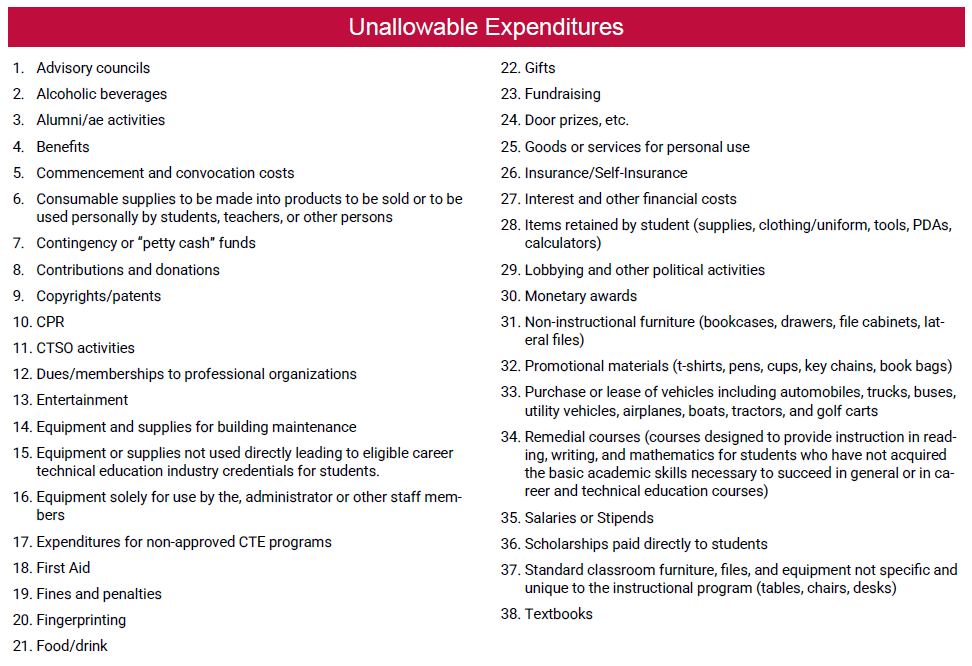 Unallowable Expenditures
1. Advisory councils
2. Alcoholic beverages
3. Alumni/ae activities
4. Benefits
5. Commencement and convocation costs
6. Consumable supplies to be made into products to be sold or to be
used personally by students, teachers, or other persons
7. Contingency or “petty cash” funds
8. Contributions and donations
9. Copyrights/patents
10. CPR
11. CTSO activities
12. Dues/memberships to professional organizations
13. Entertainment
14. Equipment and supplies for building maintenance
15. Equipment or supplies not used directly leading to eligible career
technical education industry credentials for students.
16. Equipment solely for use by the, administrator or other staff mem-
bers
17. Expenditures for non-approved CTE programs
18. First Aid
19. Fines and penalties
20. Fingerprinting
21. Food/drink
22. Gifts
23. Fundraising
24. Door prizes, etc.
25. Goods or services for personal use
26. Insurance/Self-Insurance
27. Interest and other financial costs
28. Items retained by student (supplies, clothing/uniform, tools, PDAs,
calculators)
29. Lobbying and other political activities
30. Monetary awards
31. Non-instructional furniture (bookcases, drawers, file cabinets, lat-
eral files)
32. Promotional materials (t-shirts, pens, cups, key chains, book bags)
33. Purchase or lease of vehicles including automobiles, trucks, buses,
utility vehicles, airplanes, boats, tractors, and golf carts
34. Remedial courses (courses designed to provide instruction in read-
ing, writing, and mathematics for students who have not acquired
the basic academic skills necessary to succeed in general or in ca-
reer and technical education courses)
35. Salaries or Stipends
36. Scholarships paid directly to students
37. Standard classroom furniture, files, and equipment not specific and
unique to the instructional program (tables, chairs, desks)
38. Textbooks